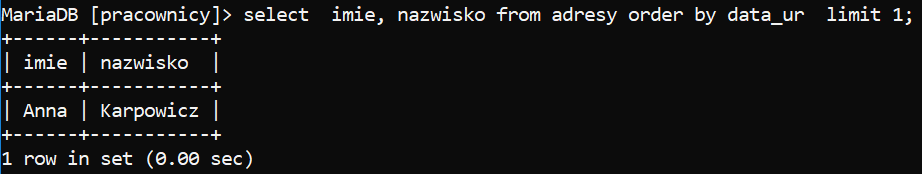 MariaDB [pracownicy]> select  imie, nazwisko from adresy order by data_ur  limit 1;
+------+-----------+
| imie | nazwisko  |
+------+-----------+
| Anna | Karpowicz |
+------+-----------+
1 row in set (0.00 sec)